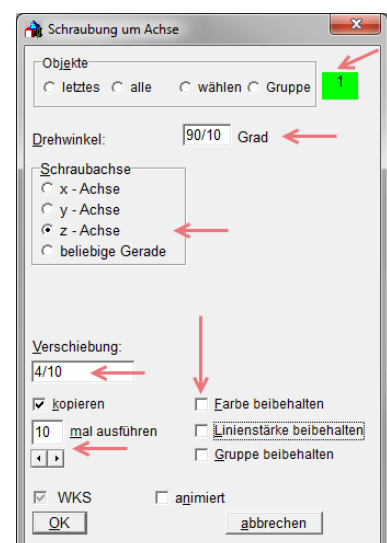 Schraubung um Achse
Objekte
letztes alle wählen Gruppe 1
Drehwinkel: 90/10 Grad
Schraubachse
x - Achse
y - Achse
z - Achse
beliebige Gerade
Verschiebung:
4/10
kopieren Farbe beibehalten
10 mal ausführen Linienstärke beibehalten
Gruppe beibehalten
WKS animiert
OK abbrechen